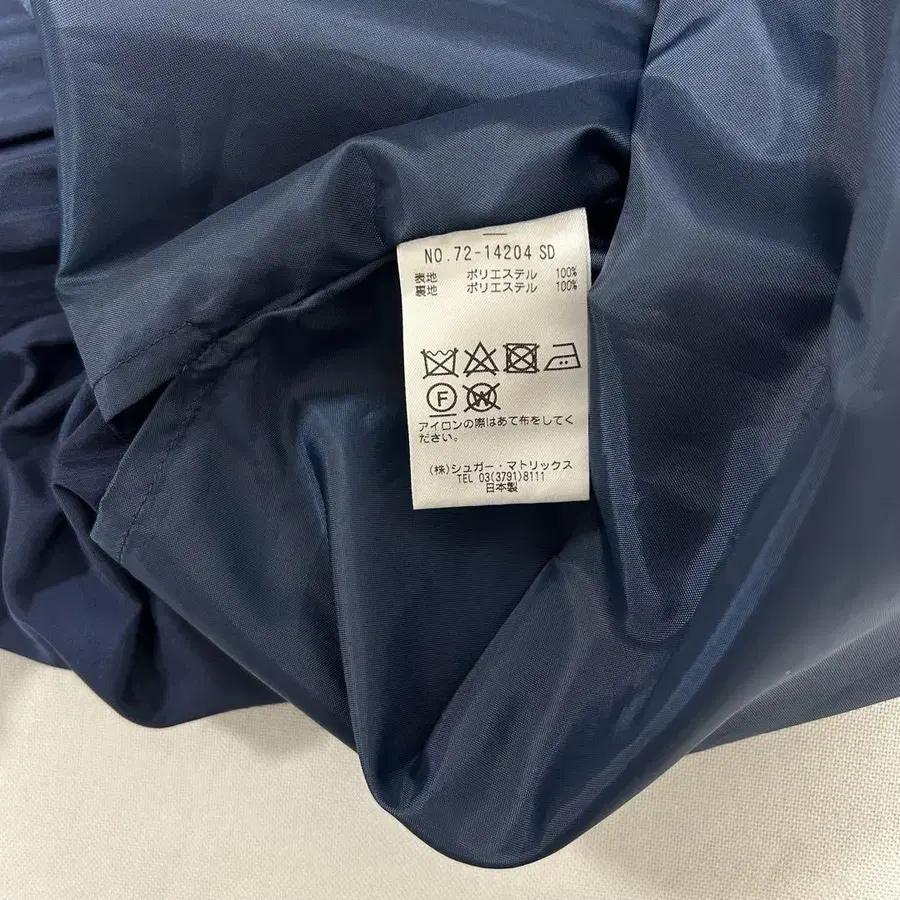 NO.72-14204 SD
表地 ポリエステル 100%
裏地 ポリエステル 100%
F W
アイロンの際はあて布をしてく
ださい。
(株)シュガー・マトリックス
TEL 03(3791)8111
日本製